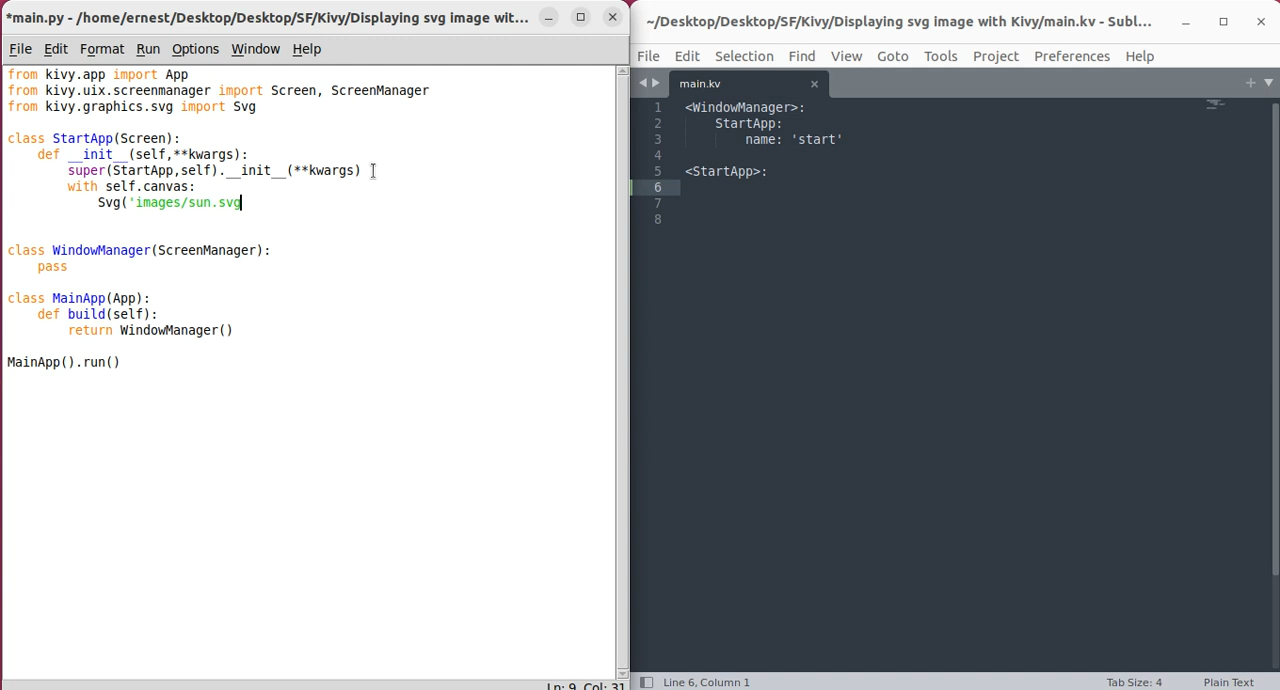 *main.py - /home/ernest/Desktop/Desktop/SF/Kivy/Displaying svg image wit...
File Edit Format Run Options Window Help
from kivy.app import App
from kivy.uix.screenmanager import Screen, ScreenManager
from kivy.graphics.svg import Svg
class StartApp(Screen):
def __init__(self,**kwargs):
super(StartApp,self).__init__(**kwargs)
with self.canvas:
Svg('images/sun.svg
class WindowManager(ScreenManager):
pass
class MainApp(App):
def build(self):
return WindowManager()
MainApp().run()
Ln: 9 Col: 31
~/Desktop/Desktop/SF/Kivy/Displaying svg image with Kivy/main.kv - Subl...
File Edit Selection Find View Goto Tools Project Preferences Help
main.kv
1 <WindowManager>:
2 StartApp:
3 name: 'start'
4
5 <StartApp>:
6
7
8
Line 6, Column 1 Tab Size: 4 Plain Text